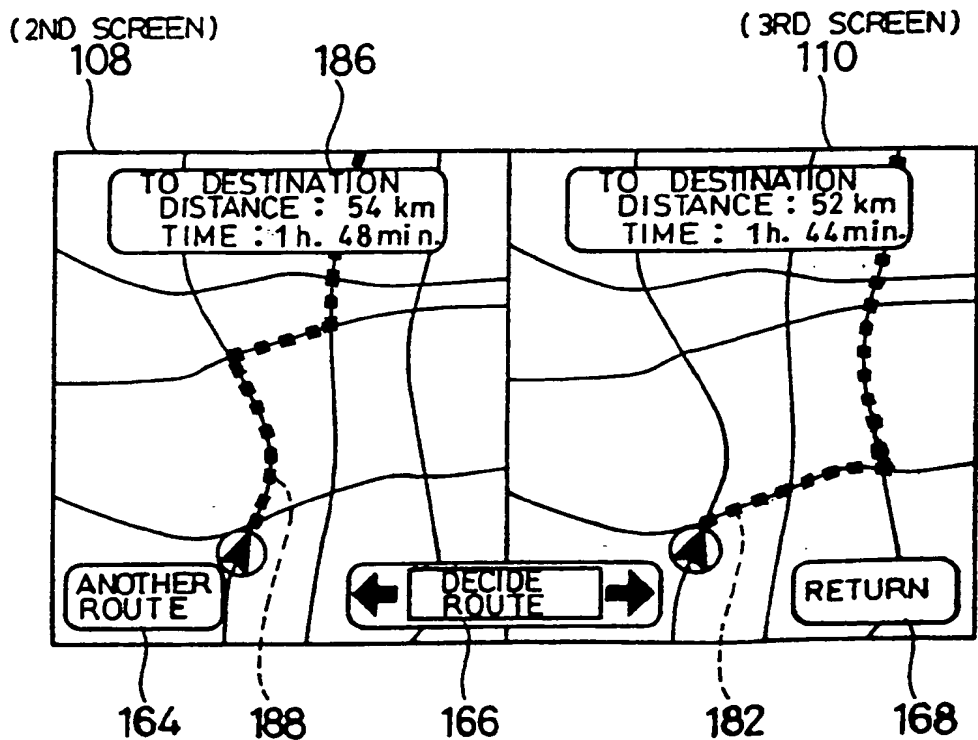 (2ND SCREEN)
(3RD SCREEN)
108
186
110
TO DESTINATION
DISTANCE : 54 km
TIME : 1h. 48min.
TO DESTINATION
DISTANCE : 52 km
TIME : 1h. 44min.
ANOTHER
ROUTE
DECIDE
ROUTE
RETURN
164
188
166
182
168